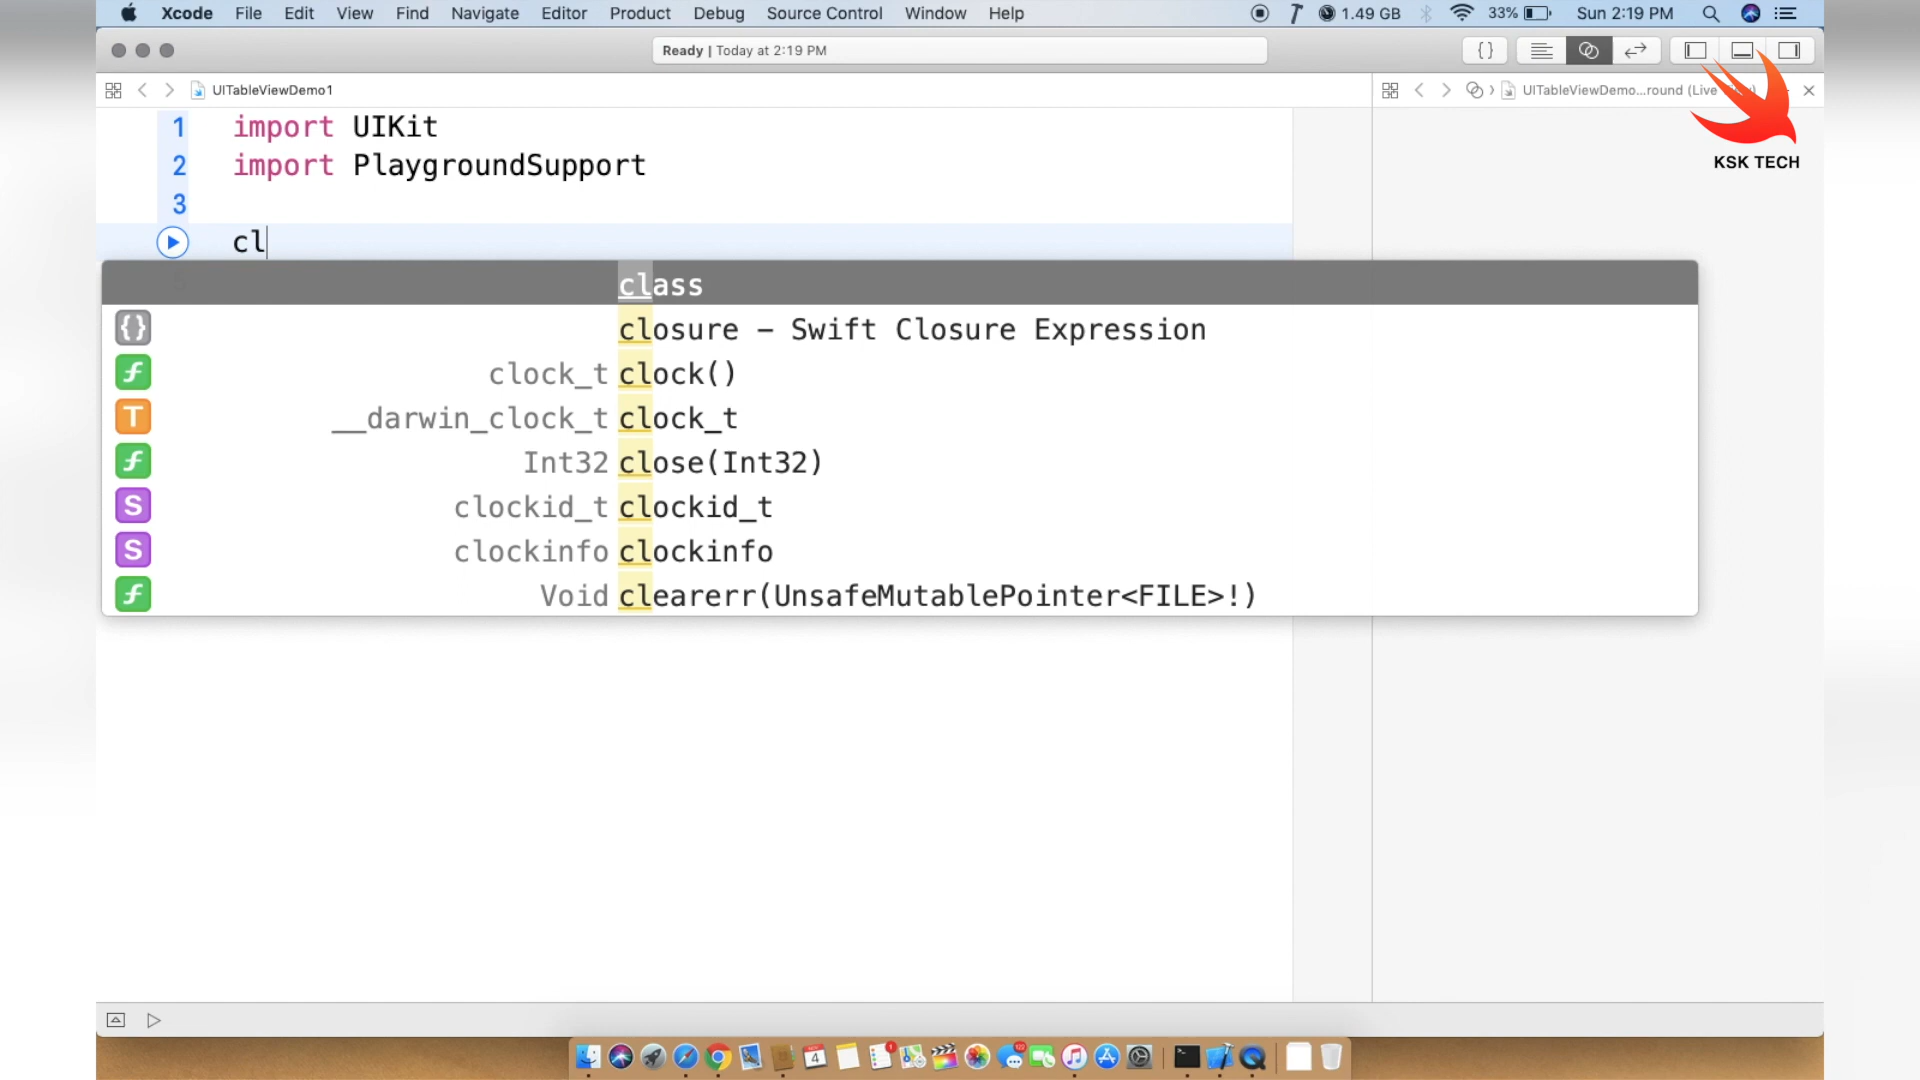 Xcode File Edit View Find Navigate Editor Product Debug Source Control Window Help 1.49 GB 33% Sun 2:19 PM
Ready | Today at 2:19 PM
{ }
UITableViewDemo1
UITableViewDemo...round (Live
KSK TECH
1 import UIKit
2 import PlaygroundSupport
3
cl
class
{} closure - Swift Closure Expression
f clock_t clock()
T __darwin_clock_t clock_t
f Int32 close(Int32)
S clockid_t clockid_t
S clockinfo clockinfo
f Void clearerr(UnsafeMutablePointer<FILE>!)
4